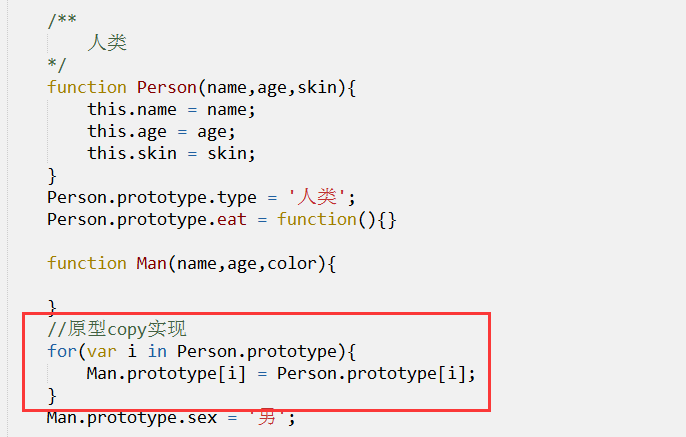 /**
人类
*/
function Person(name,age,skin){
this.name = name;
this.age = age;
this.skin = skin;
}
Person.prototype.type = '人类';
Person.prototype.eat = function(){}
function Man(name,age,color){
}
//原型copy实现
for(var i in Person.prototype){
Man.prototype[i] = Person.prototype[i];
}
Man.prototype.sex = '男';